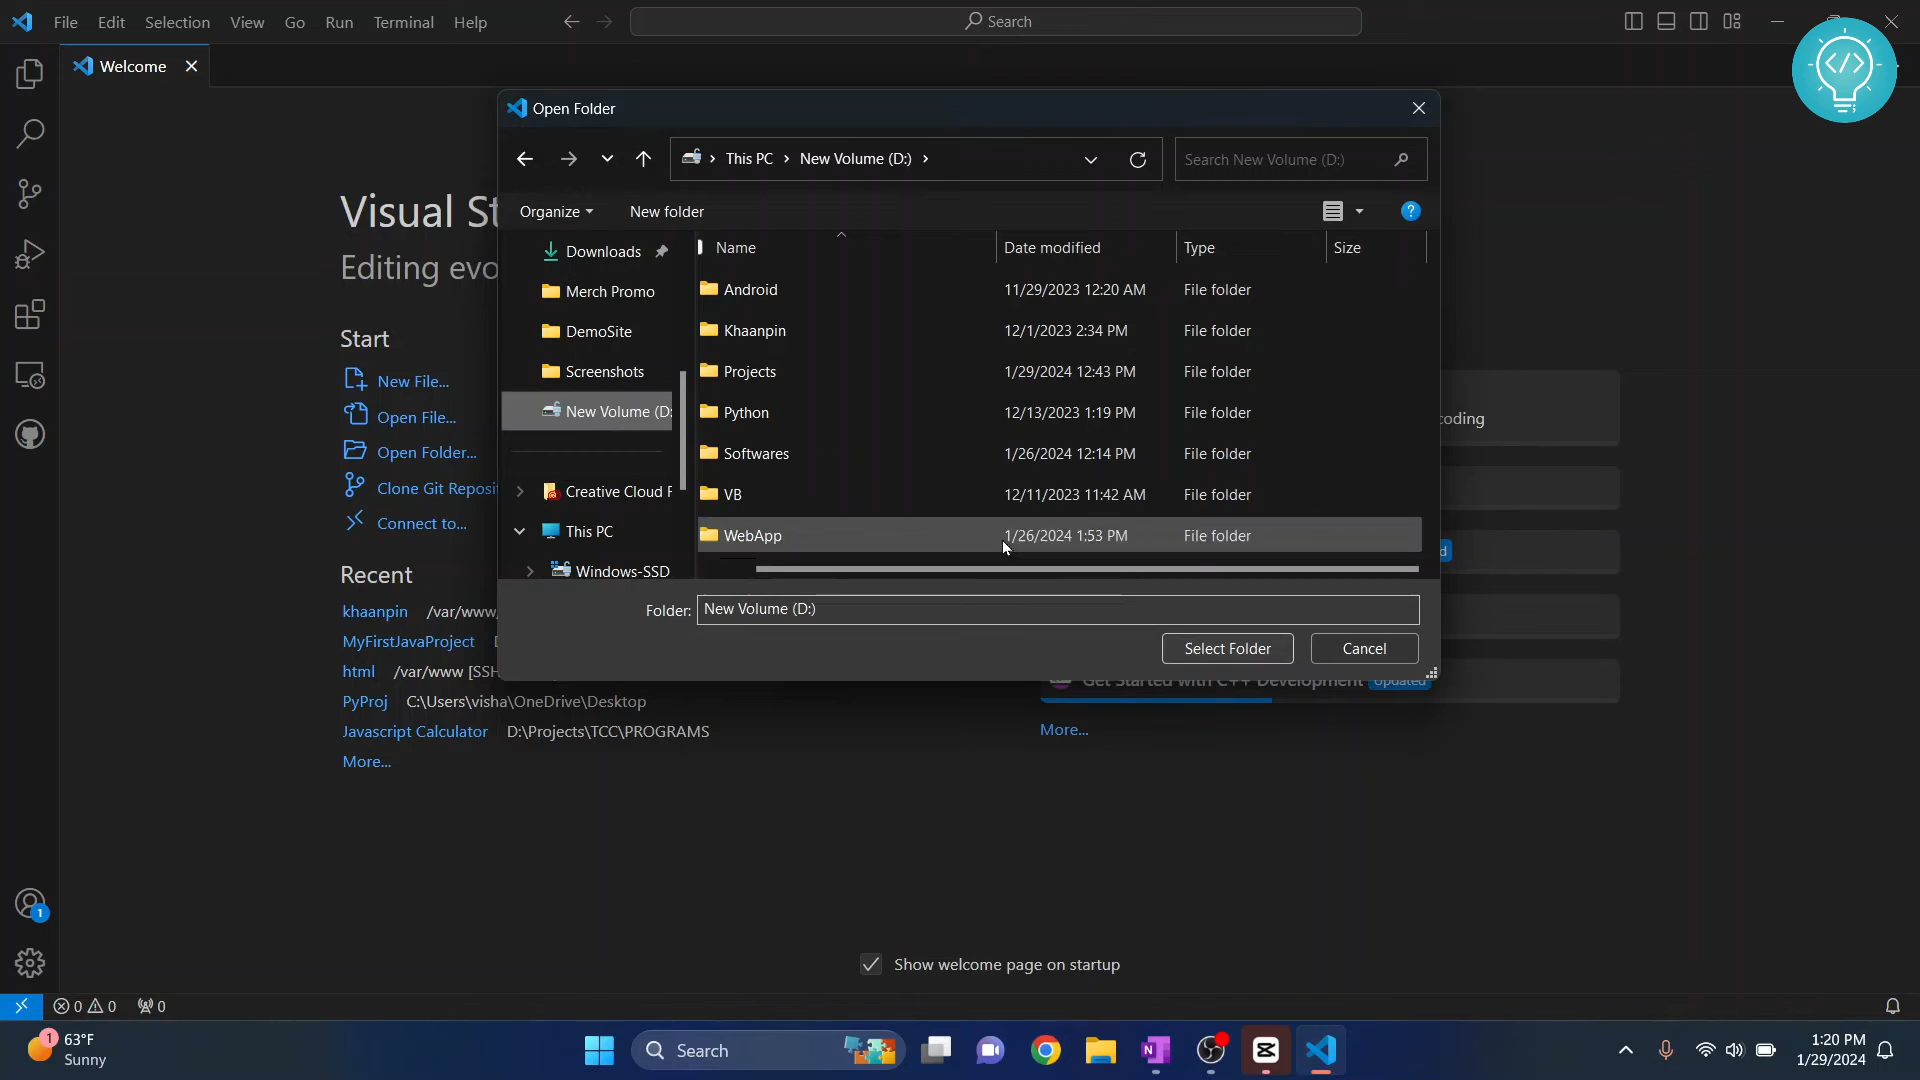 File Edit Selection View Go Run Terminal Help
Search
Welcome
Open Folder
This PC > New Volume (D:) >
Search New Volume (D:)
Organize New folder
Visual St
Editing evo
Name Date modified Type Size
Downloads
Merch Promo
DemoSite
Screenshots
New Volume (D:
Creative Cloud F
This PC
Windows-SSD
Android 11/29/2023 12:20 AM File folder
Khaanpin 12/1/2023 2:34 PM File folder
Projects 1/29/2024 12:43 PM File folder
Python 12/13/2023 1:19 PM File folder
Softwares 1/26/2024 12:14 PM File folder
VB 12/11/2023 11:42 AM File folder
WebApp 1/26/2024 1:53 PM File folder
Folder: New Volume (D:)
Select Folder Cancel
Start
New File...
Open File...
Open Folder...
Clone Git Reposi
Connect to...
Recent
khaanpin /var/www,
MyFirstJavaProject
html /var/www [SSH
PyProj C:\Users\visha\OneDrive\Desktop
Javascript Calculator D:\Projects\TCC\PROGRAMS
More...
coding
d
Get Started with C++ Development Updated
More...
Show welcome page on startup
1
0 0 0
1
63°F
Sunny
Search
1:20 PM
1/29/2024